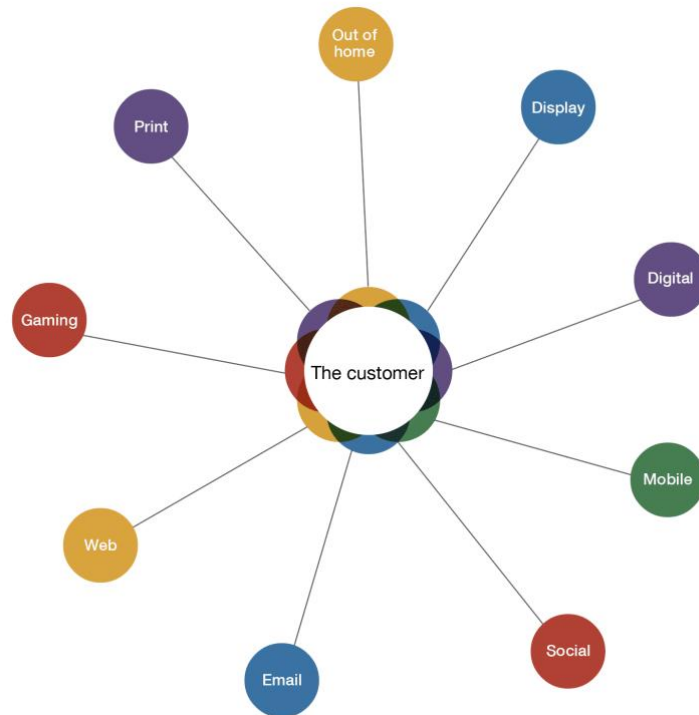 Out of
home
Display
Print
Digital
Gaming
The customer
Mobile
Web
Social
Email